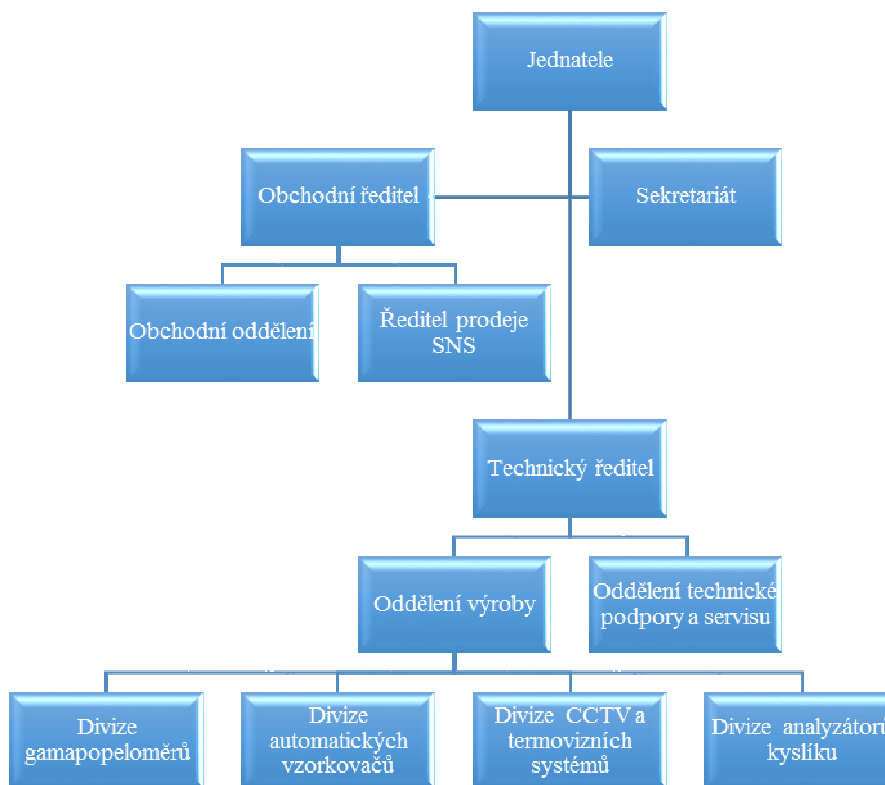 Jednatele
Obchodní ředitel
Sekretariát
Obchodní oddělení
Ředitel prodeje
SNS
Technický ředitel
Oddělení výroby
Oddělení technické
podpory a servisu
Divize
gamapopeloměrů
Divize
automatických
vzorkovačů
Divize CCTV a
termovizních
systémů
Divize analyzátorů
kyslíku